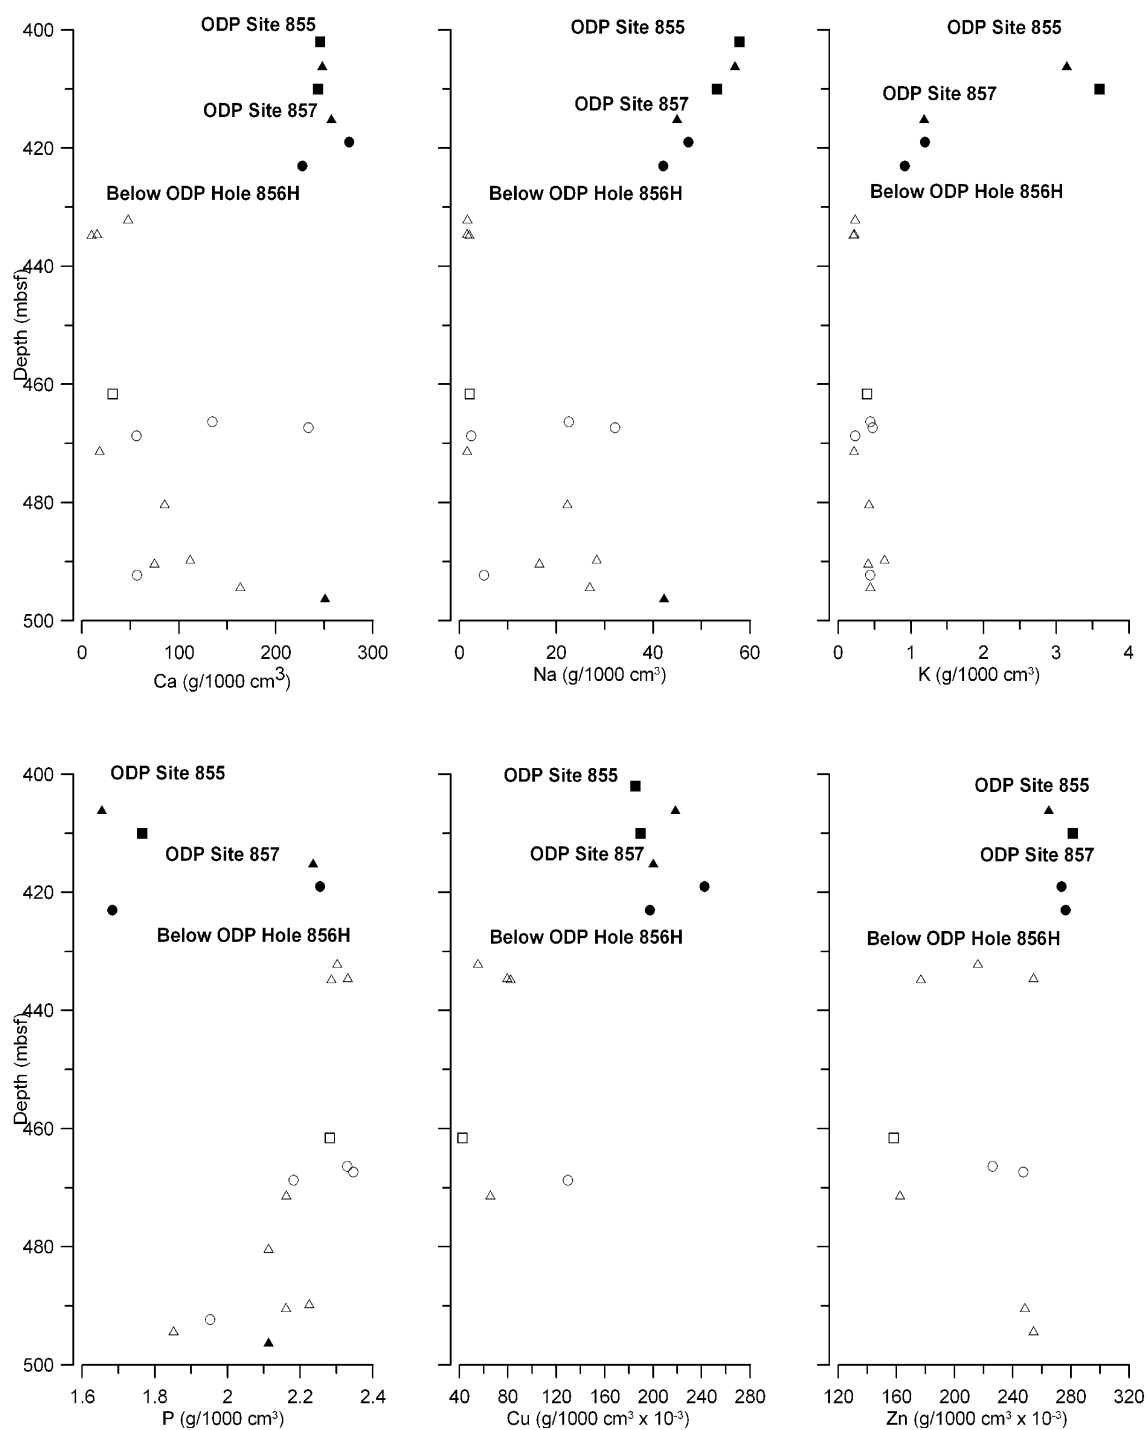 ODP Site 855
ODP Site 857
Below ODP Hole 856H
400
420
440
460
480
500
Depth (mbsf)
0 100 200 300
Ca (g/1000 cm³)
ODP Site 855
ODP Site 857
Below ODP Hole 856H
0 20 40 60
Na (g/1000 cm³)
ODP Site 855
ODP Site 857
Below ODP Hole 856H
0 1 2 3 4
K (g/1000 cm³)
ODP Site 855
ODP Site 857
Below ODP Hole 856H
400
420
440
460
480
500
Depth (mbsf)
1.6 1.8 2 2.2 2.4
P (g/1000 cm³)
ODP Site 855
ODP Site 857
Below ODP Hole 856H
40 80 120 160 200 240 280
Cu (g/1000 cm³ x 10⁻³)
ODP Site 855
ODP Site 857
Below ODP Hole 856H
120 160 200 240 280 320
Zn (g/1000 cm³ x 10⁻³)